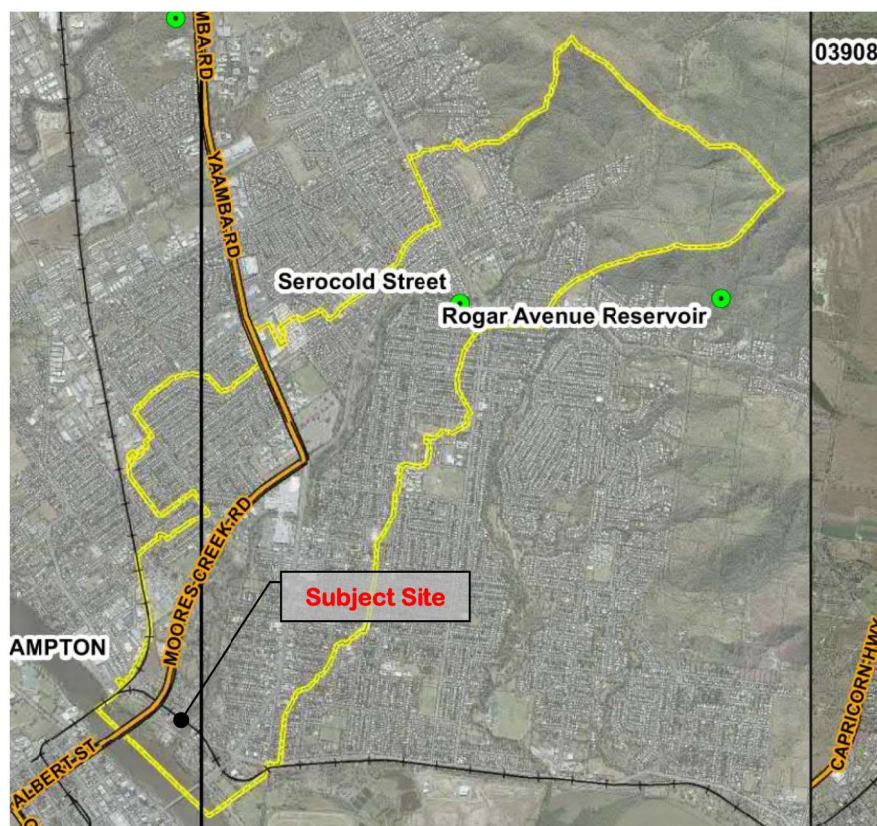 MBA RD
03908
YAAMBA RD
Serocold Street
Rogar Avenue Reservoir
MOORES CREEK RD
Subject Site
AMPTON
CAPRICORN HWY
ALBERT ST